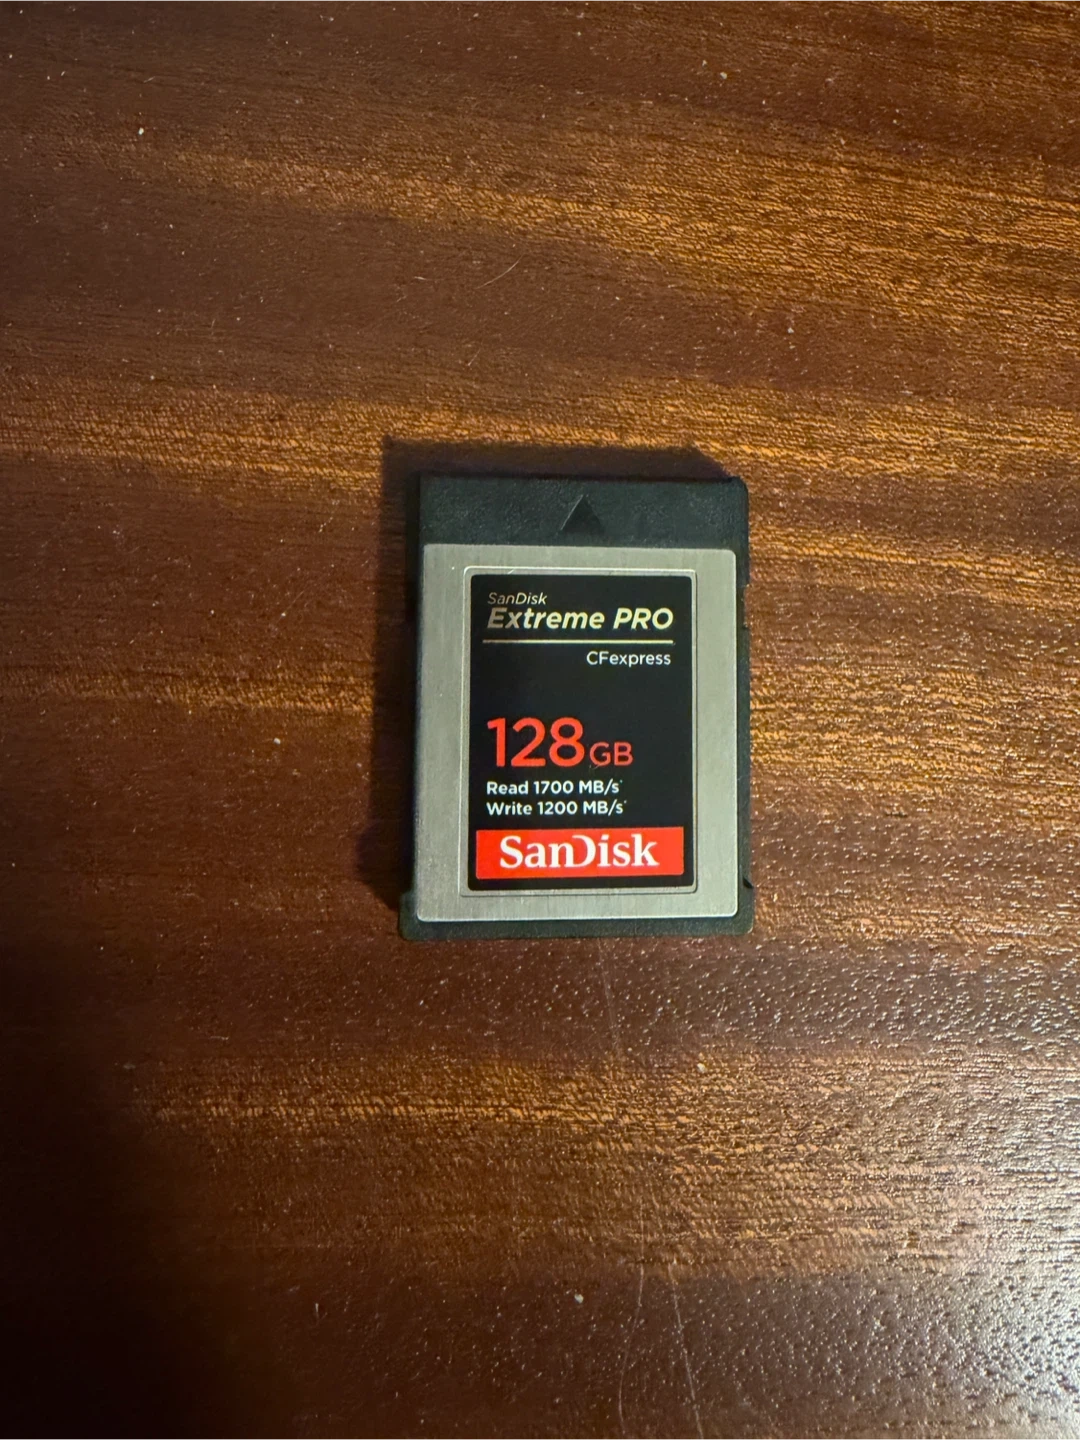 SanDisk
Extreme PRO
CFexpress
128GB
Read 1700 MB/s*
Write 1200 MB/s*
SanDisk